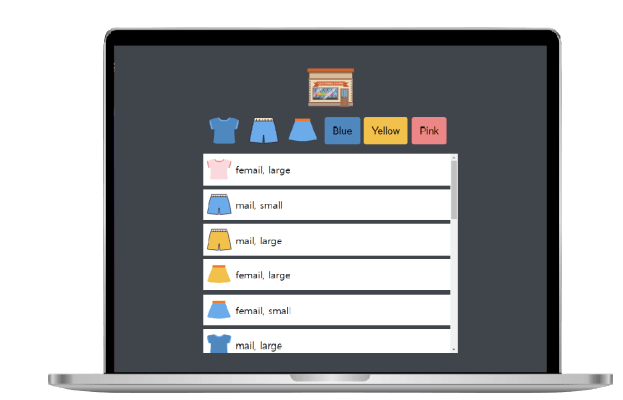 Blue Yellow Pink
femail, large
mail, small
mail, large
femail, large
femail, small
mail, large